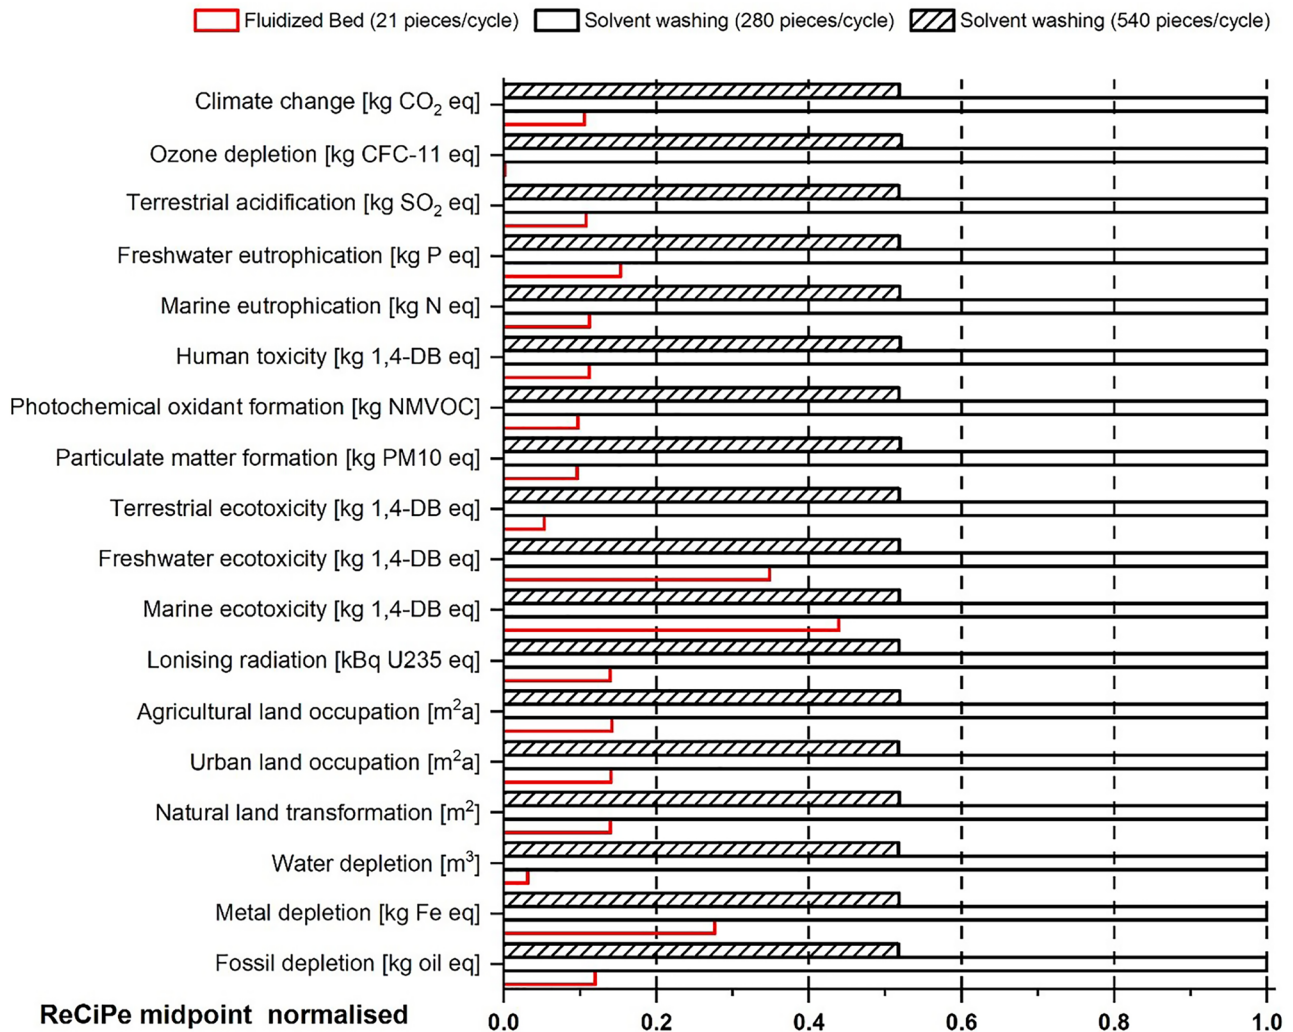 Fluidized Bed (21 pieces/cycle) Solvent washing (280 pieces/cycle) Solvent washing (540 pieces/cycle)
Climate change [kg CO₂ eq]
Ozone depletion [kg CFC-11 eq]
Terrestrial acidification [kg SO₂ eq]
Freshwater eutrophication [kg P eq]
Marine eutrophication [kg N eq]
Human toxicity [kg 1,4-DB eq]
Photochemical oxidant formation [kg NMVOC]
Particulate matter formation [kg PM10 eq]
Terrestrial ecotoxicity [kg 1,4-DB eq]
Freshwater ecotoxicity [kg 1,4-DB eq]
Marine ecotoxicity [kg 1,4-DB eq]
Lonising radiation [kBq U235 eq]
Agricultural land occupation [m²a]
Urban land occupation [m²a]
Natural land transformation [m²]
Water depletion [m³]
Metal depletion [kg Fe eq]
Fossil depletion [kg oil eq]
ReCiPe midpoint normalised
0.0 0.2 0.4 0.6 0.8 1.0